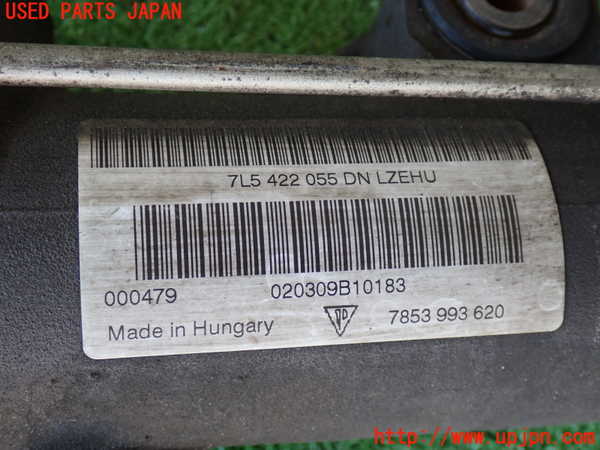 USED PARTS JAPAN
7L5 422 055 DN LZEHU
000479 020309B10183
Made in Hungary 7853 993 620
http://www.upjpn.com/